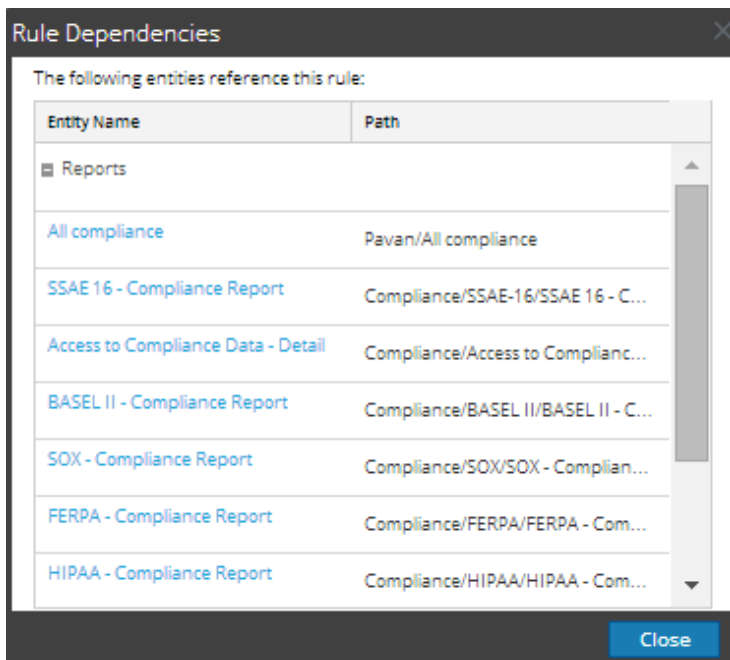 Rule Dependencies
The following entities reference this rule:
Entity Name Path
Reports
All compliance Pavan/All compliance
SSAE 16 - Compliance Report Compliance/SSAE-16/SSAE 16 - C...
Access to Compliance Data - Detail Compliance/Access to Complianc...
BASEL II - Compliance Report Compliance/BASEL II/BASEL II - C...
SOX - Compliance Report Compliance/SOX/SOX - Complian...
FERPA - Compliance Report Compliance/FERPA/FERPA - Com...
HIPAA - Compliance Report Compliance/HIPAA/HIPAA - Com...
Close